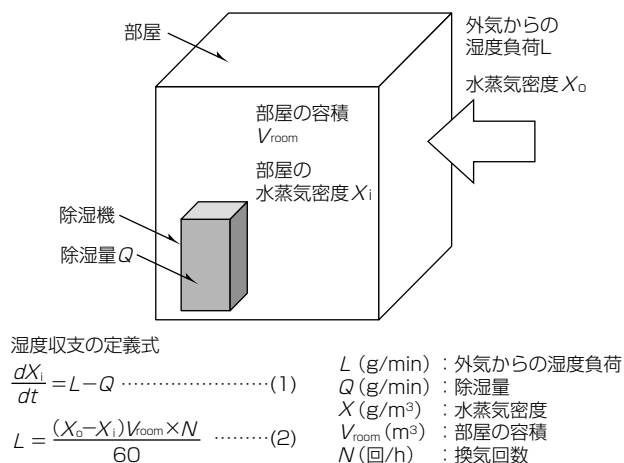 部屋
外気からの
湿度負荷L
水蒸気密度Xo
部屋の容積
Vroom
部屋の
水蒸気密度Xi
除湿機
除湿量Q
湿度収支の定義式
dXi/dt=L−Q ……………………(1)
L=(Xo−Xi)Vroom×N/60 ………(2)
L(g/min):外気からの湿度負荷
Q(g/min):除湿量
X(g/m³):水蒸気密度
Vroom(m³):部屋の容積
N(回/h):換気回数